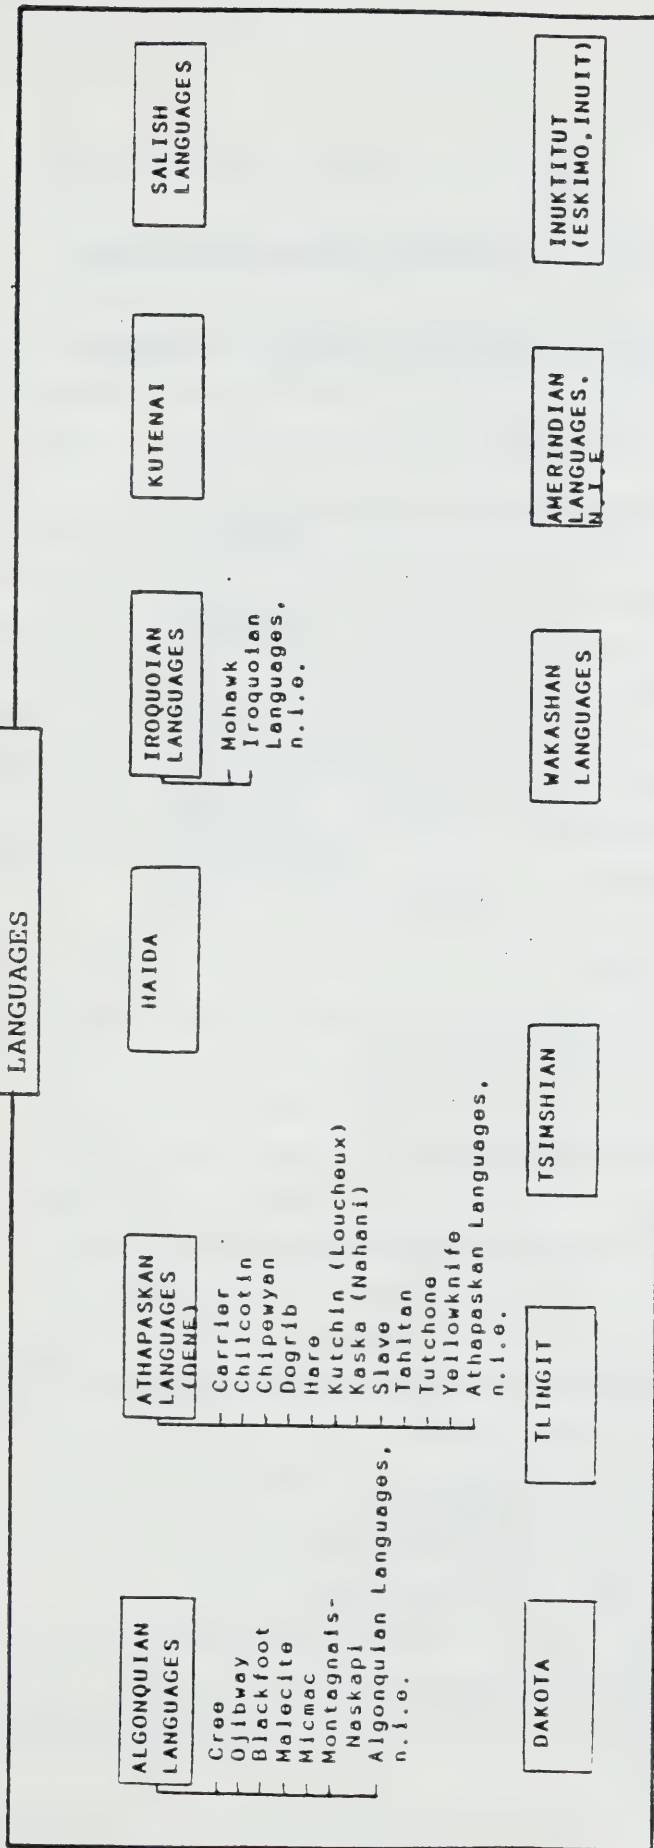 LANGUAGES
ALGONQUIAN
LANGUAGES
Cree
Ojibway
Blackfoot
Malecite
Micmac
Montagnais-
Naskapi
Algonquian Languages,
n.i.e.
ATHAPASKAN
LANGUAGES
(DENE)
Carrier
Chilcotin
Chipewyan
Dogrib
Hare
Kutchin (Loucheux)
Kaska (Nahani)
Slave
Tahltan
Tutchone
Yellowknife
Athapaskan Languages,
n.i.e.
HAIDA
IROQUOIAN
LANGUAGES
Mohawk
Iroquoian
Languages,
n.i.e.
KUTENAI
SALISH
LANGUAGES
DAKOTA
TLINGIT
TSIMSHIAN
WAKASHAN
LANGUAGES
AMERINDIAN
LANGUAGES.
N.I.E
INUKTITUT
(ESKIMO,INUIT)